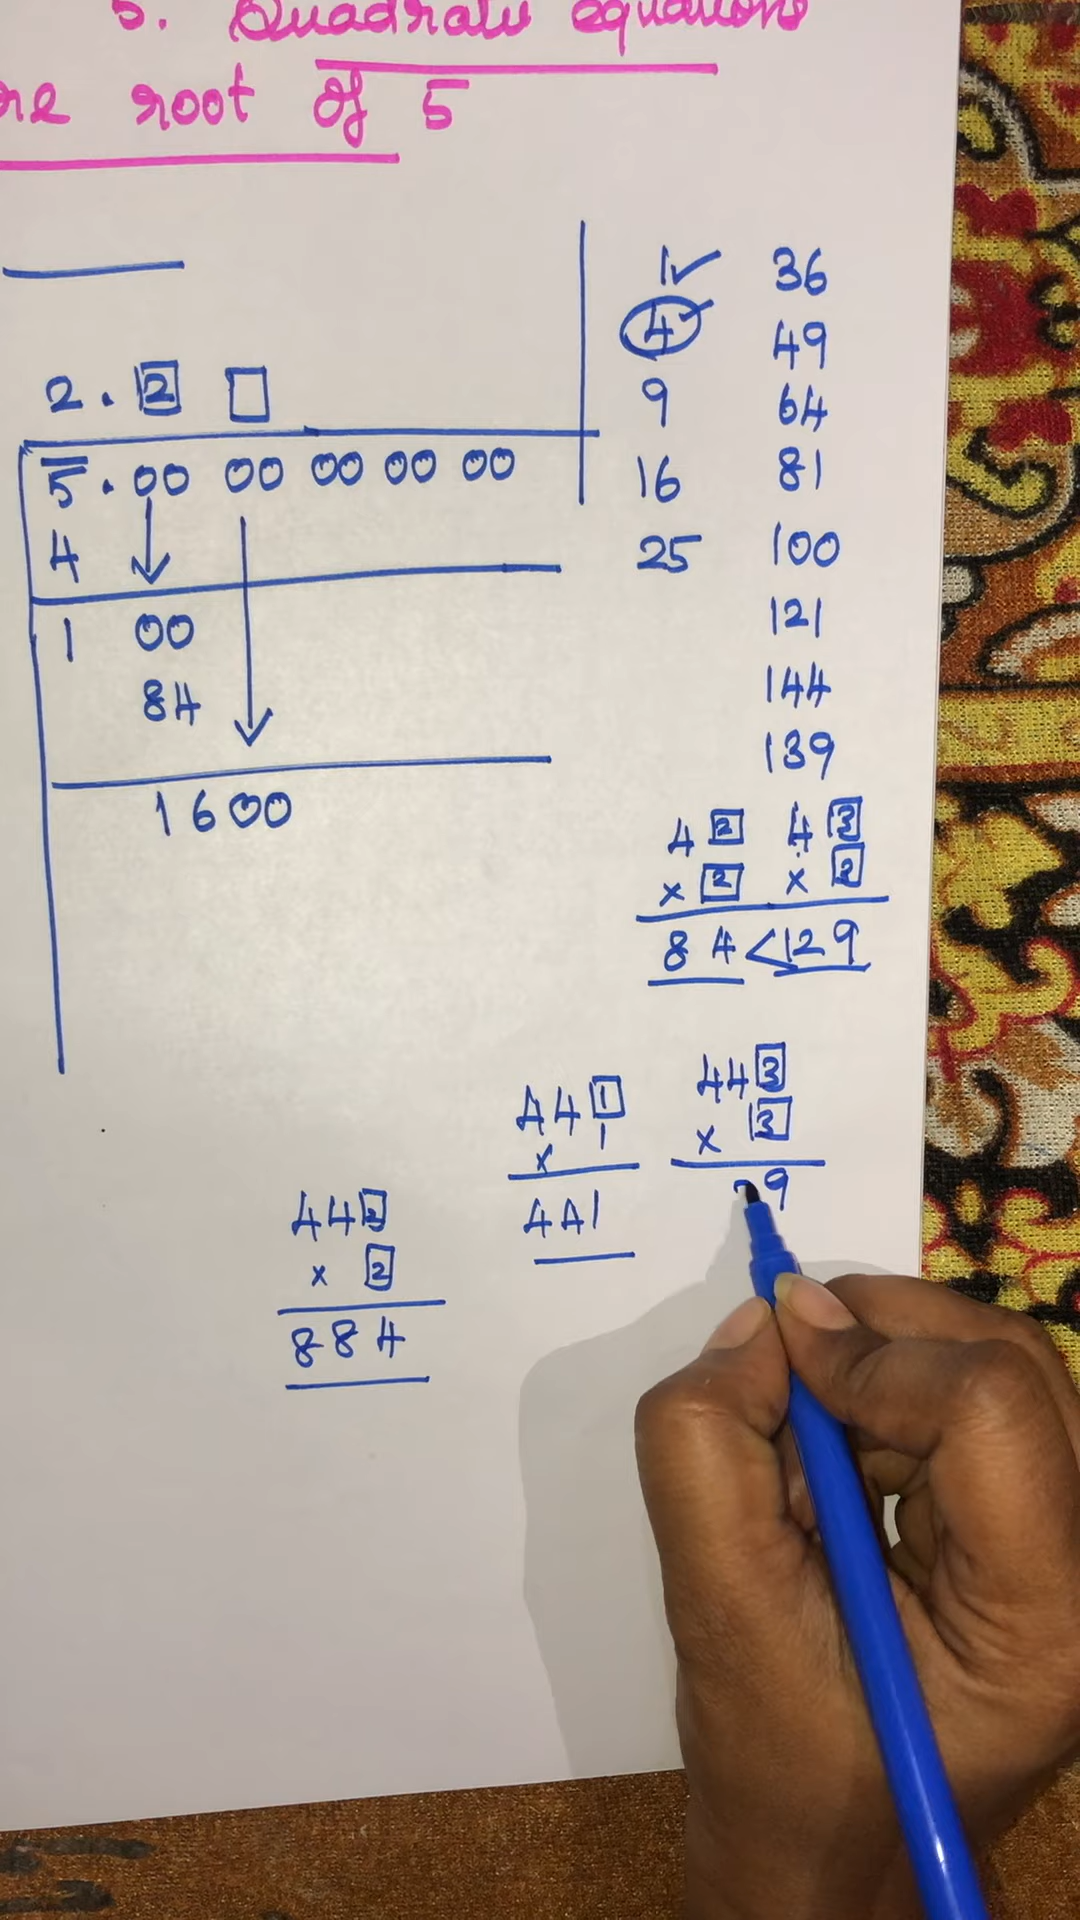 5. Quadratic equations
re root of 5
2 . 2
5 . 00 00 00 00 00
4
1 00
84
1600
1 36
4 49
9 64
16 81
25 100
121
144
139
42 43
× 2 × 2
84 < 129
441 443
× 1 × 3
441 9
442
× 2
884